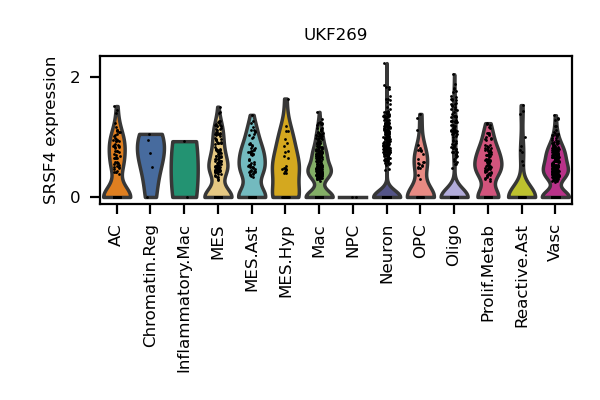 UKF269
SRSF4 expression
2
0
AC
Chromatin.Reg
Inflammatory.Mac
MES
MES.Ast
MES.Hyp
Mac
NPC
Neuron
OPC
Oligo
Prolif.Metab
Reactive.Ast
Vasc